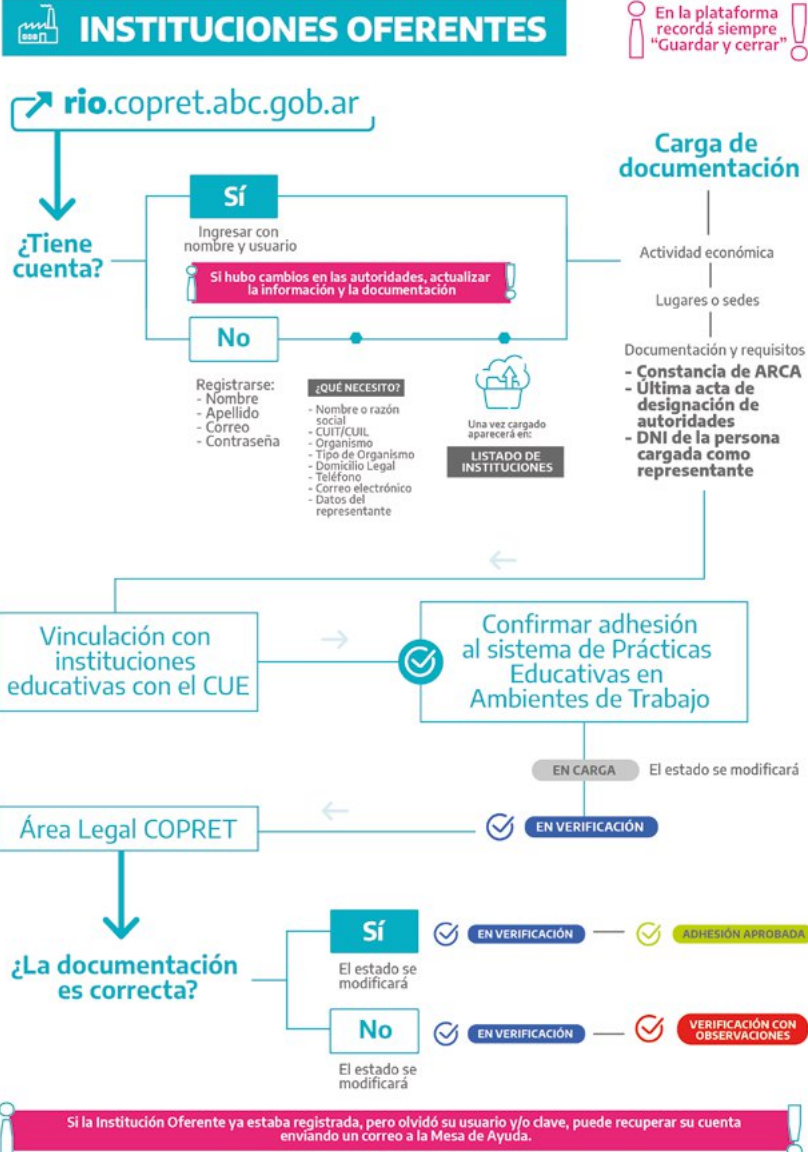 INSTITUCIONES OFERENTES
En la plataforma
recordá siempre
“Guardar y cerrar”
rio.copret.abc.gob.ar
¿Tiene
cuenta?
Sí
Ingresar con
nombre y usuario
Si hubo cambios en las autoridades, actualizar
la información y la documentación
No
Registrarse:
- Nombre
- Apellido
- Correo
- Contraseña
¿QUÉ NECESITO?
- Nombre o razón
social
- CUIT/CUIL
- Organismo
- Tipo de Organismo
- Domicilio Legal
- Teléfono
- Correo electrónico
- Datos del
representante
Una vez cargado
aparecerá en:
LISTADO DE
INSTITUCIONES
Carga de
documentación
Actividad económica
Lugares o sedes
Documentación y requisitos
- Constancia de ARCA
- Última acta de
designación de
autoridades
- DNI de la persona
cargada como
representante
Vinculación con
instituciones
educativas con el CUE
Confirmar adhesión
al sistema de Prácticas
Educativas en
Ambientes de Trabajo
EN CARGA
El estado se modificará
EN VERIFICACIÓN
Área Legal COPRET
¿La documentación
es correcta?
Sí
El estado se
modificará
EN VERIFICACIÓN
ADHESIÓN APROBADA
No
El estado se
modificará
EN VERIFICACIÓN
VERIFICACIÓN CON
OBSERVACIONES
Si la Institución Oferente ya estaba registrada, pero olvidó su usuario y/o clave, puede recuperar su cuenta
enviando un correo a la Mesa de Ayuda.